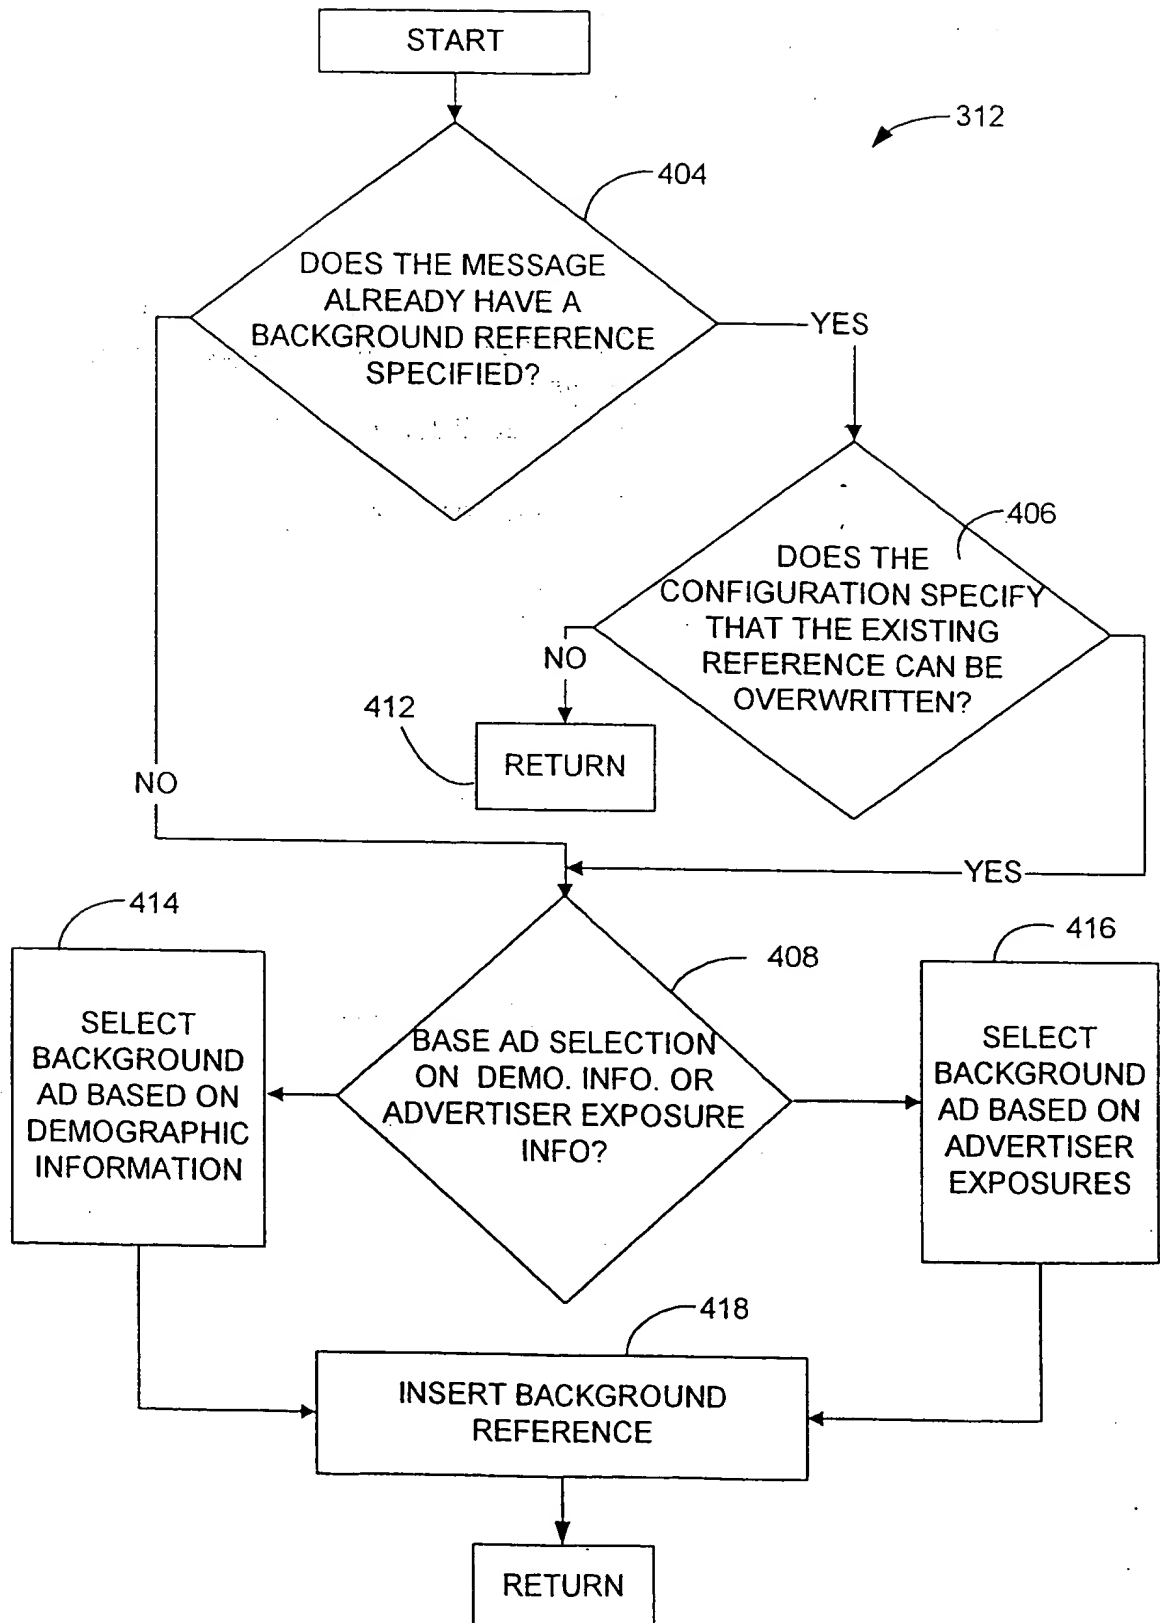 START
312
404
DOES THE MESSAGE
ALREADY HAVE A
BACKGROUND REFERENCE
SPECIFIED?
YES
406
DOES THE
CONFIGURATION SPECIFY
THAT THE EXISTING
REFERENCE CAN BE
OVERWRITTEN?
NO
412
RETURN
NO
YES
414
408
416
SELECT
BACKGROUND
AD BASED ON
DEMOGRAPHIC
INFORMATION
BASE AD SELECTION
ON DEMO. INFO. OR
ADVERTISER EXPOSURE
INFO?
SELECT
BACKGROUND
AD BASED ON
ADVERTISER
EXPOSURES
418
INSERT BACKGROUND
REFERENCE
RETURN